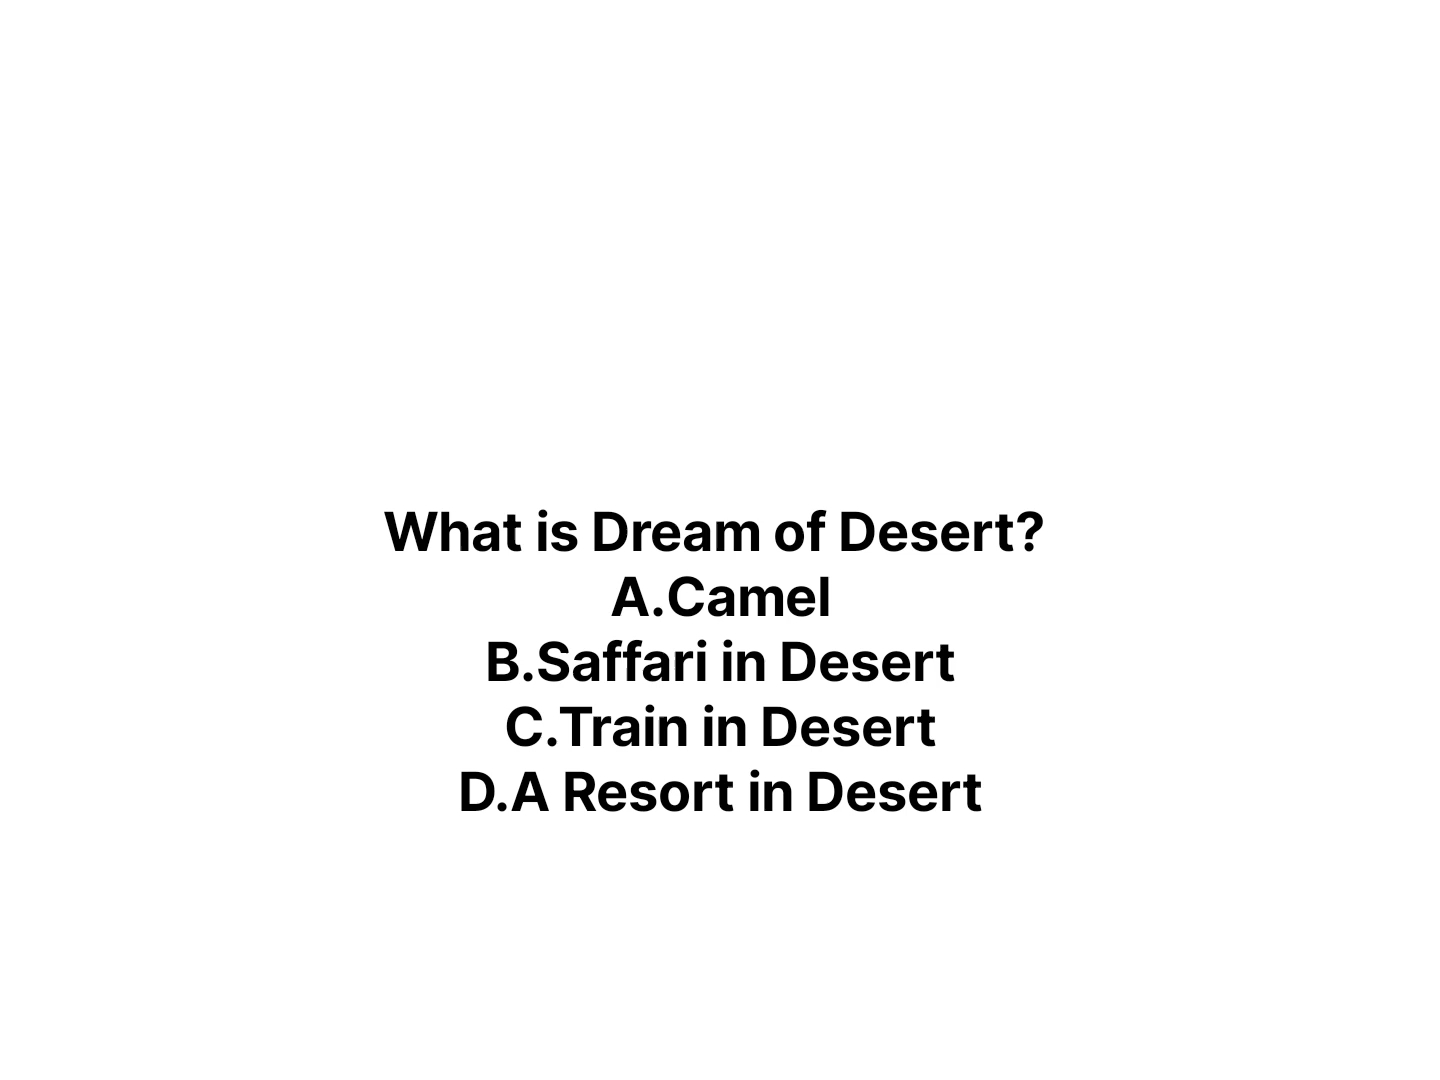 What is Dream of Desert?
A.Camel
B.Saffari in Desert
C.Train in Desert
D.A Resort in Desert